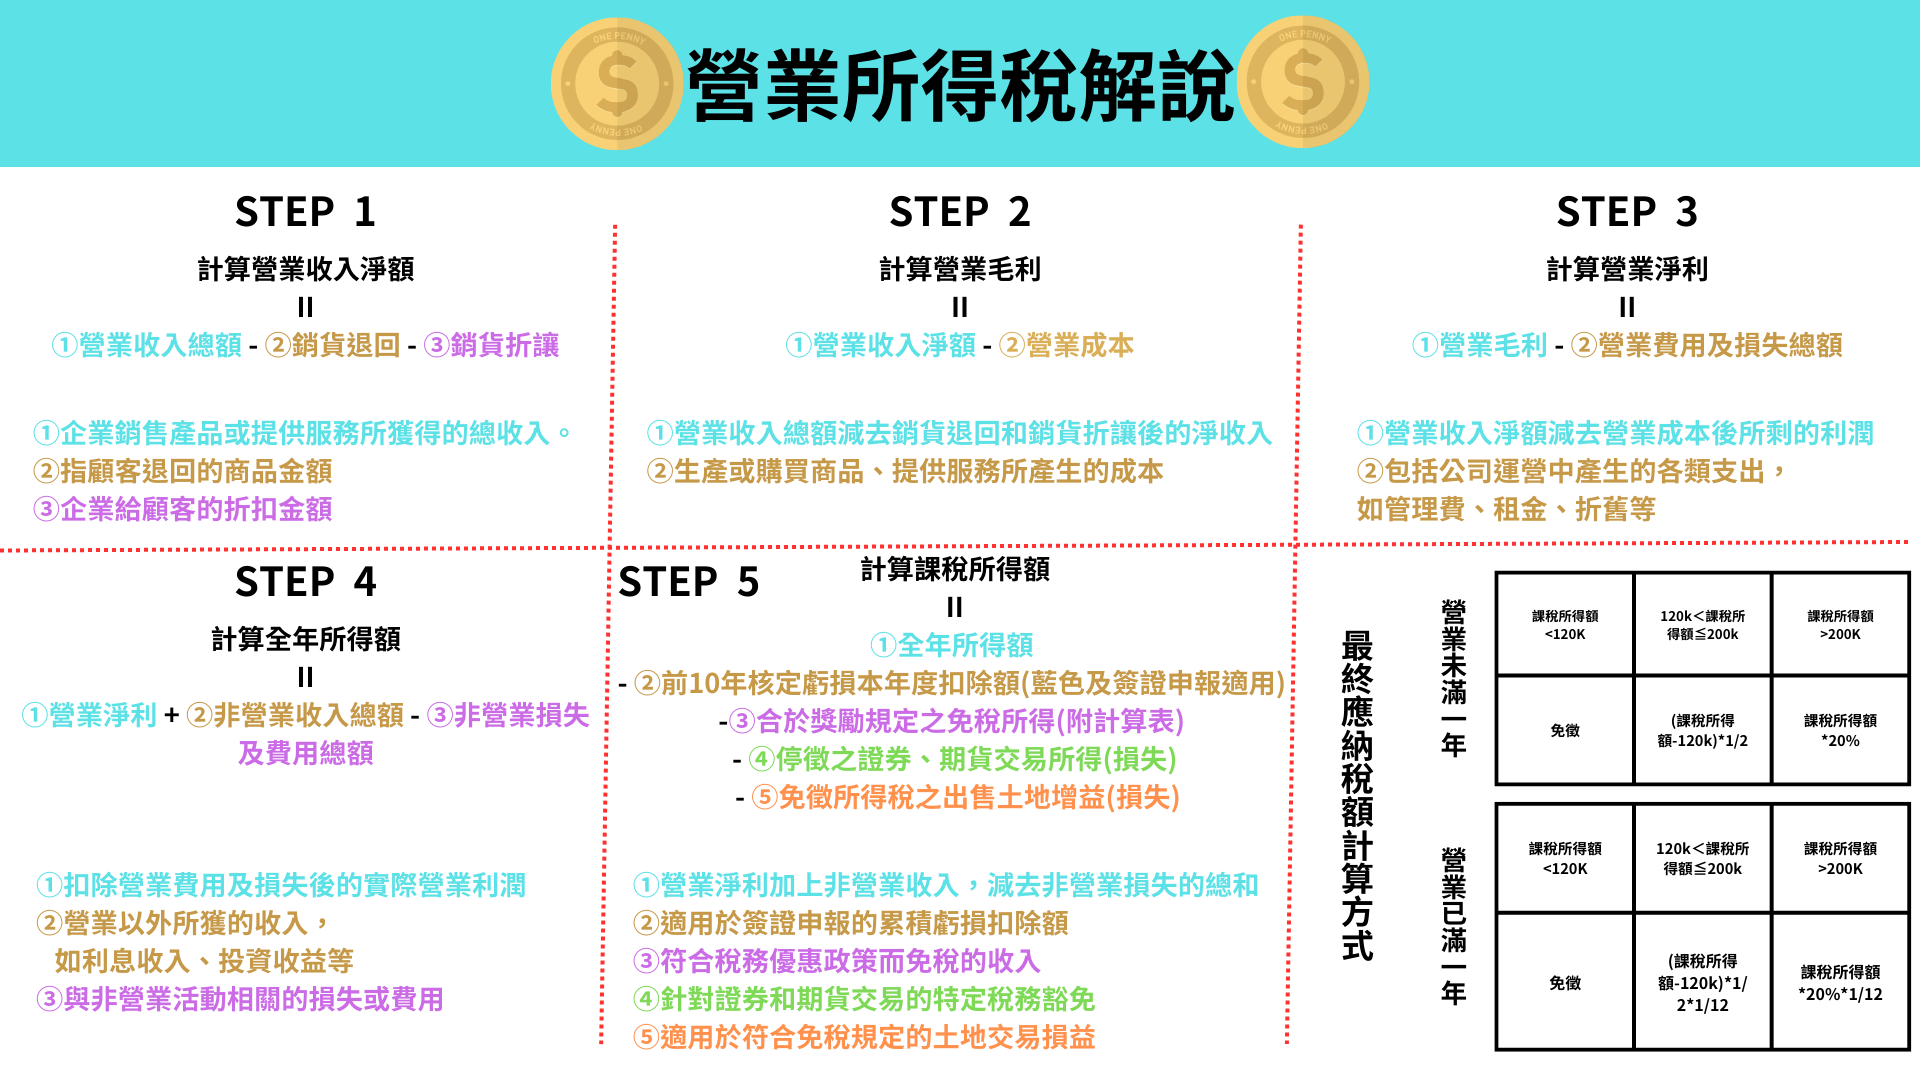 營業所得稅解說
ONE PENNY
ONE PENNY
ONE PENNY
ONE PENNY
STEP 1
計算營業收入淨額
=
①營業收入總額 - ②銷貨退回 - ③銷貨折讓
①企業銷售產品或提供服務所獲得的總收入。
②指顧客退回的商品金額
③企業給顧客的折扣金額
STEP 2
計算營業毛利
=
①營業收入淨額 - ②營業成本
①營業收入總額減去銷貨退回和銷貨折讓後的淨收入
②生產或購買商品、提供服務所產生的成本
STEP 3
計算營業淨利
=
①營業毛利 - ②營業費用及損失總額
①營業收入淨額減去營業成本後所剩的利潤
②包括公司運營中產生的各類支出，
如管理費、租金、折舊等
STEP 4
計算全年所得額
=
①營業淨利 + ②非營業收入總額 - ③非營業損失
及費用總額
①扣除營業費用及損失後的實際營業利潤
②營業以外所獲的收入，
如利息收入、投資收益等
③與非營業活動相關的損失或費用
STEP 5
計算課稅所得額
=
①全年所得額
- ②前10年核定虧損本年度扣除額(藍色及簽證申報適用)
-③合於獎勵規定之免稅所得(附計算表)
- ④停徵之證券、期貨交易所得(損失)
- ⑤免徵所得稅之出售土地增益(損失)
①營業淨利加上非營業收入，減去非營業損失的總和
②適用於簽證申報的累積虧損扣除額
③符合稅務優惠政策而免稅的收入
④針對證券和期貨交易的特定稅務豁免
⑤適用於符合免稅規定的土地交易損益
最終應納稅額計算方式
營業未滿一年
課稅所得額
<120K
120k＜課稅所
得額≦200k
課稅所得額
>200K
免徵
(課稅所得
額-120k)*1/2
課稅所得額
*20%
營業已滿一年
課稅所得額
<120K
120k＜課稅所
得額≦200k
課稅所得額
>200K
免徵
(課稅所得
額-120k)*1/
2*1/12
課稅所得額
*20%*1/12